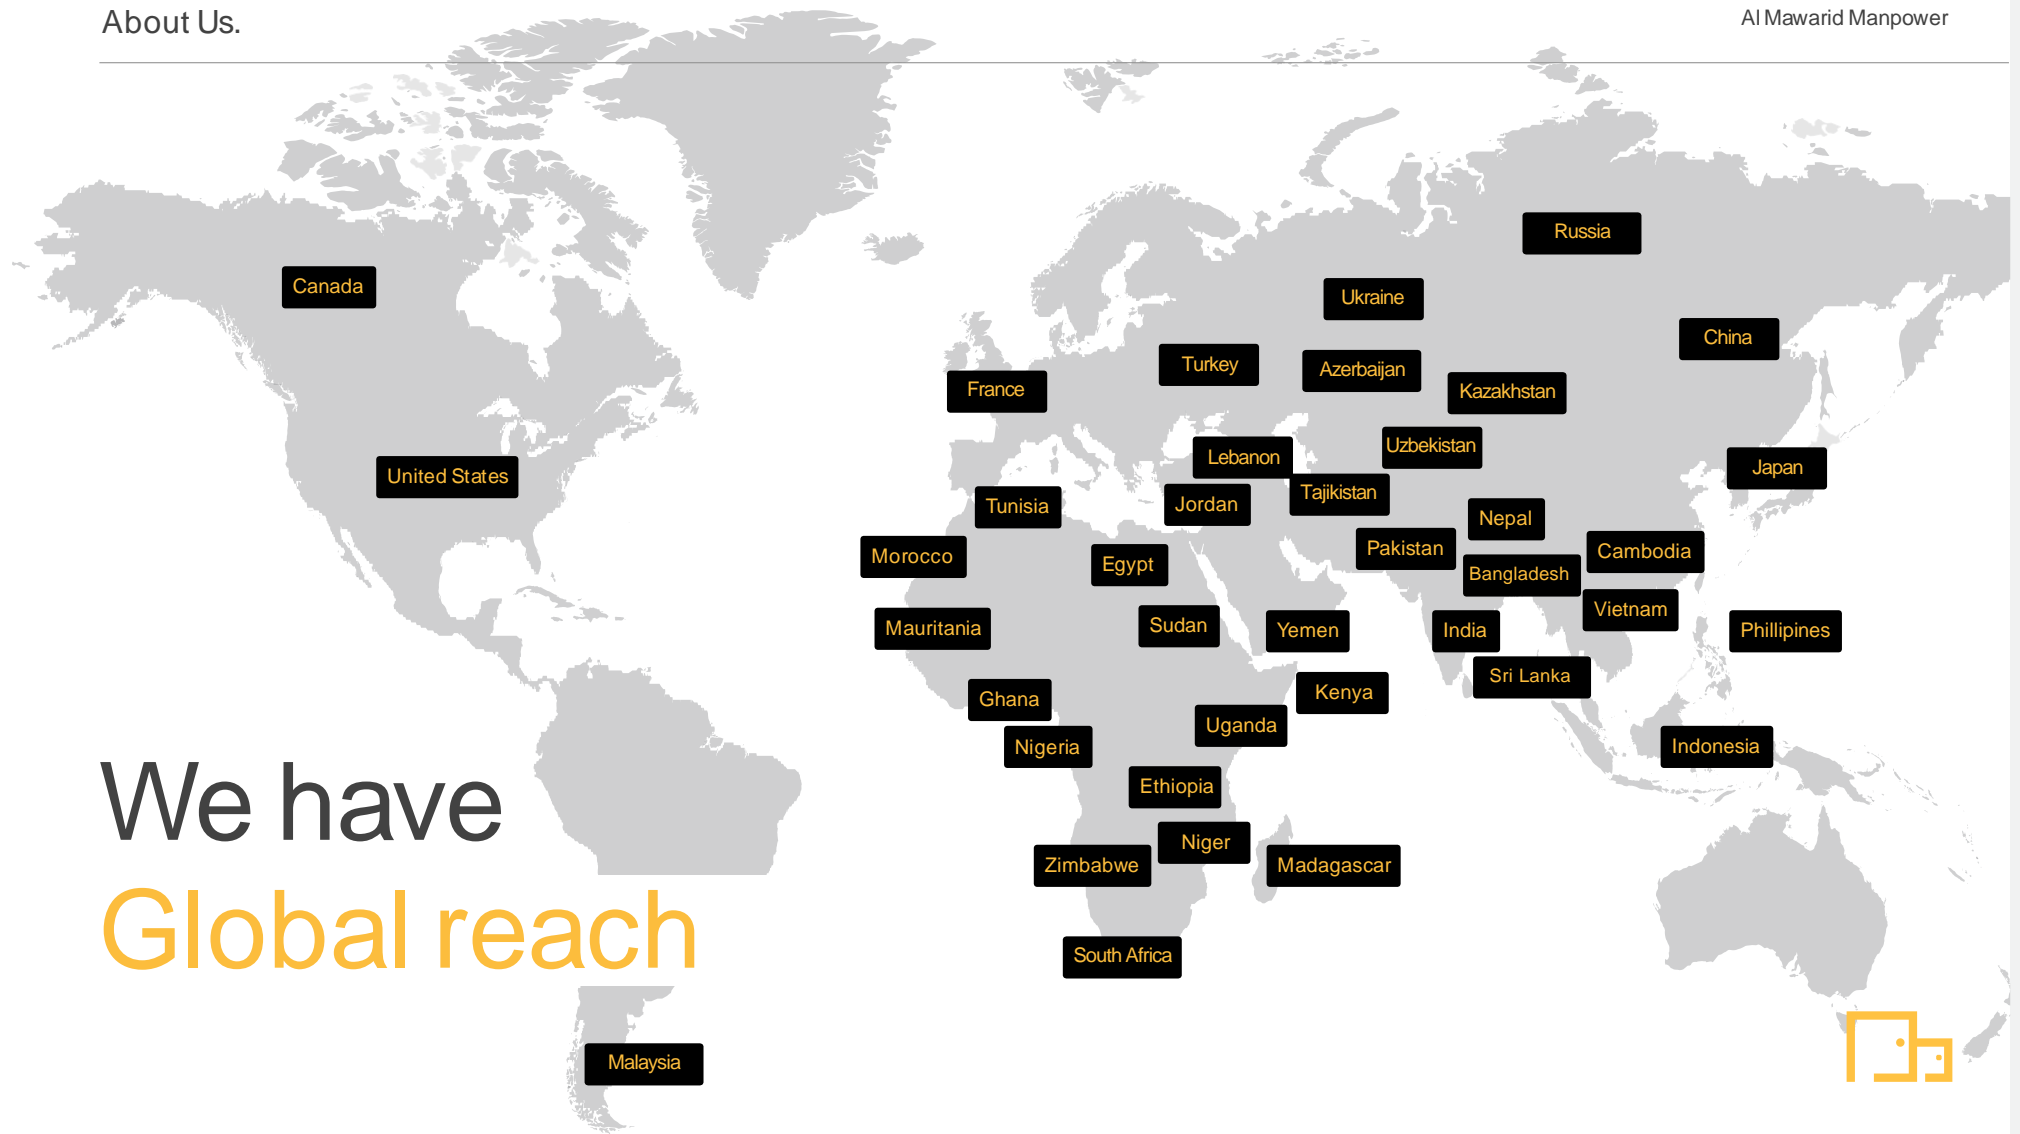 About Us.
Al Mawarid Manpower
Russia
Canada
Ukraine
China
Turkey
Azerbaijan
France
Kazakhstan
Uzbekistan
Lebanon
Japan
United States
Tajikistan
Tunisia
Jordan
Nepal
Morocco
Pakistan
Cambodia
Egypt
Bangladesh
Vietnam
Mauritania
Sudan
Yemen
India
Phillipines
Sri Lanka
Ghana
Kenya
Uganda
Nigeria
Indonesia
Ethiopia
We have
Niger
Zimbabwe
Madagascar
Global reach
South Africa
Malaysia